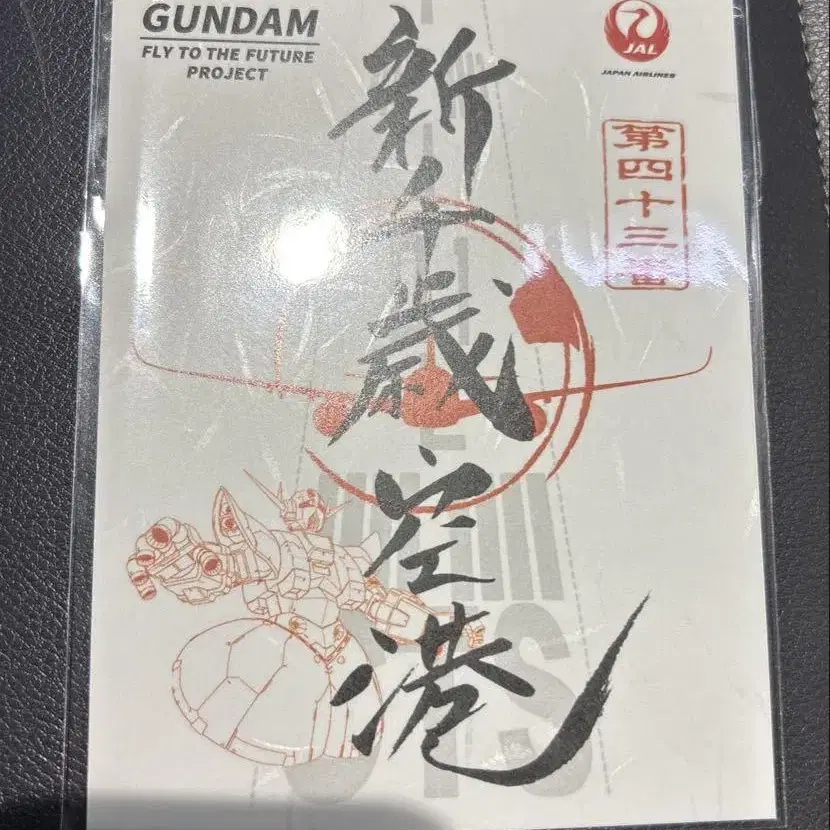 GUNDAM
FLY TO THE FUTURE
PROJECT
JAL
JAPAN AIRLINES
新千歳空港
第四十三番
CTS